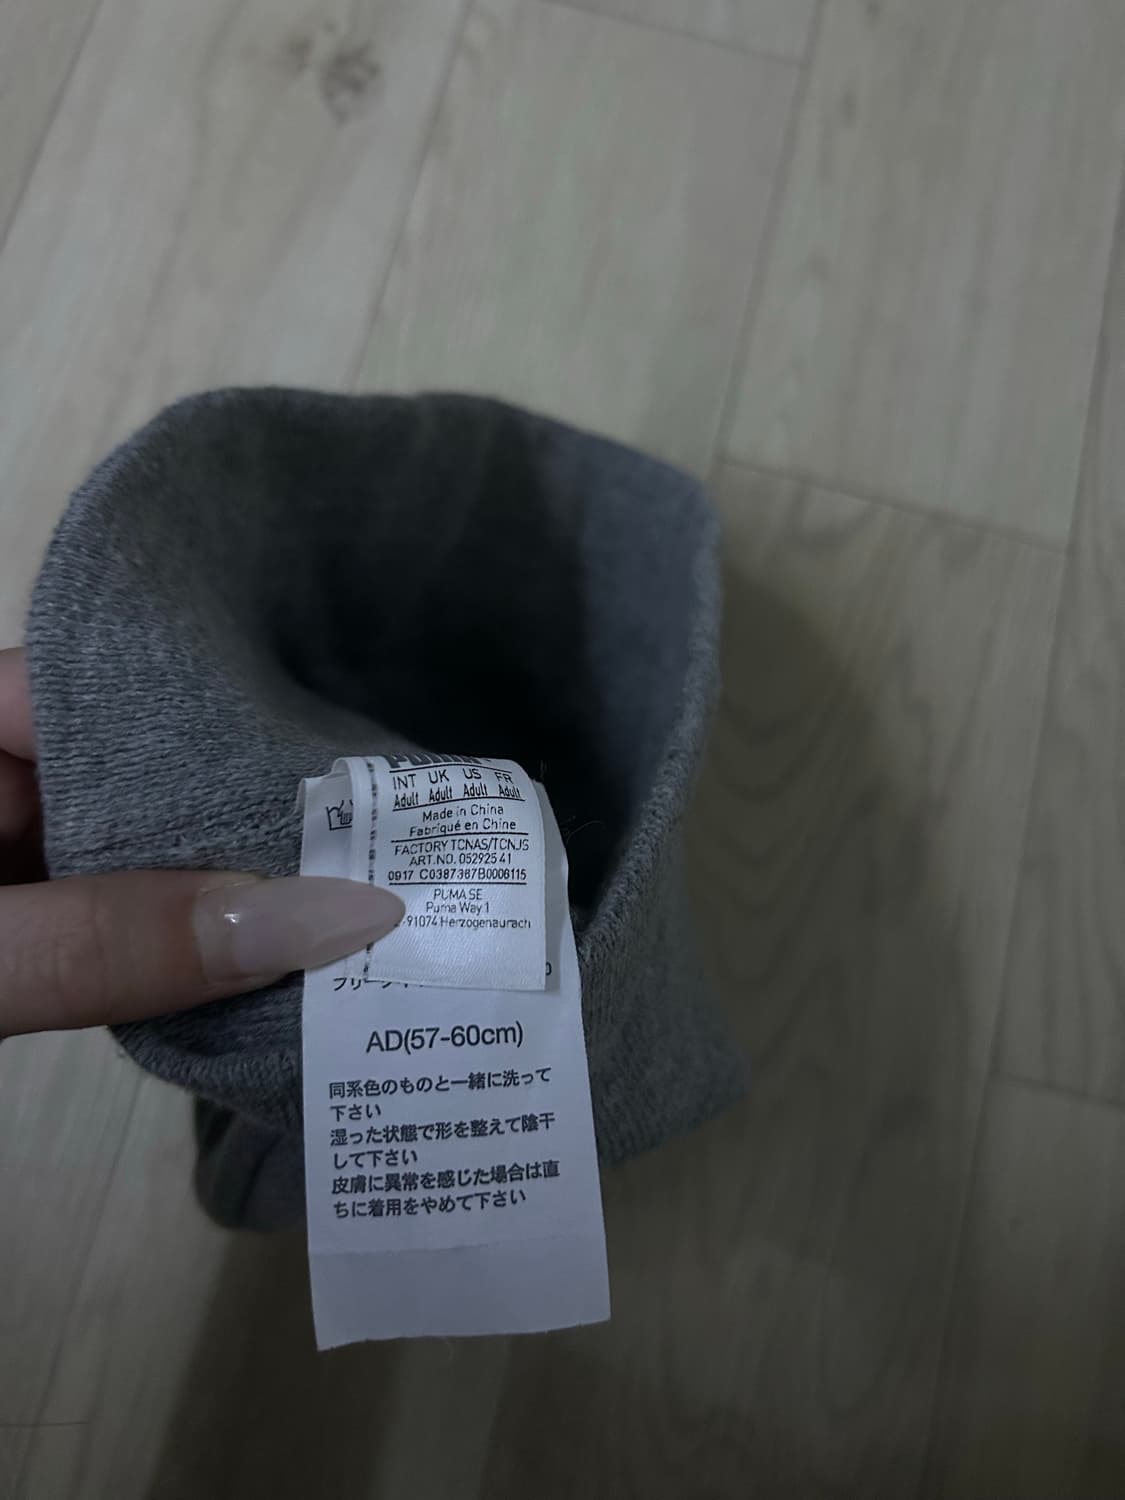 INT UK US FR
Adult Adult Adult Adult
Made in China
Fabriqué en Chine
FACTORY TCNAS/TCNJS
ART.NO. 052925 41
0917 C0387387B0006115
PUMA SE
Puma Way 1
-91074 Herzogenaurach
AD(57-60cm)
同系色のものと一緒に洗って
下さい
湿った状態で形を整えて陰干
して下さい
皮膚に異常を感じた場合は直
ちに着用をやめて下さい